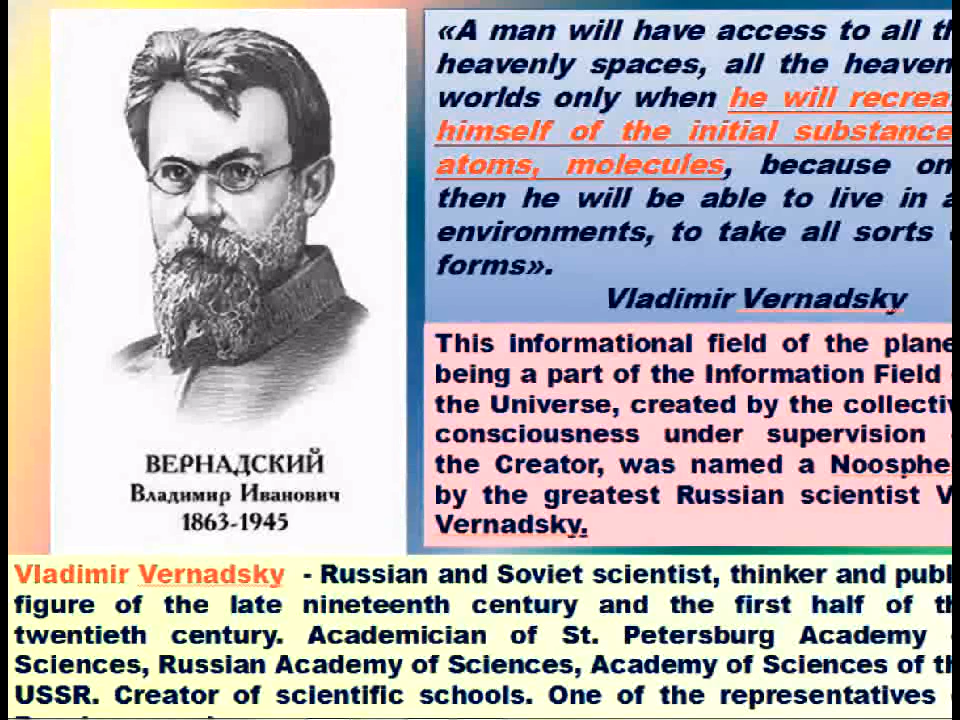 «A man will have access to all th
heavenly spaces, all the heaven
worlds only when he will recrea
himself of the initial substance
atoms, molecules, because on
then he will be able to live in a
environments, to take all sorts
forms».
Vladimir Vernadsky
This informational field of the plane
being a part of the Information Field
the Universe, created by the collectiv
consciousness under supervision
the Creator, was named a Noosphe
by the greatest Russian scientist V
Vernadsky.
ВЕРНАДСКИЙ
Владимир Иванович
1863-1945
Vladimir Vernadsky - Russian and Soviet scientist, thinker and publ
figure of the late nineteenth century and the first half of th
twentieth century. Academician of St. Petersburg Academy
Sciences, Russian Academy of Sciences, Academy of Sciences of th
USSR. Creator of scientific schools. One of the representatives